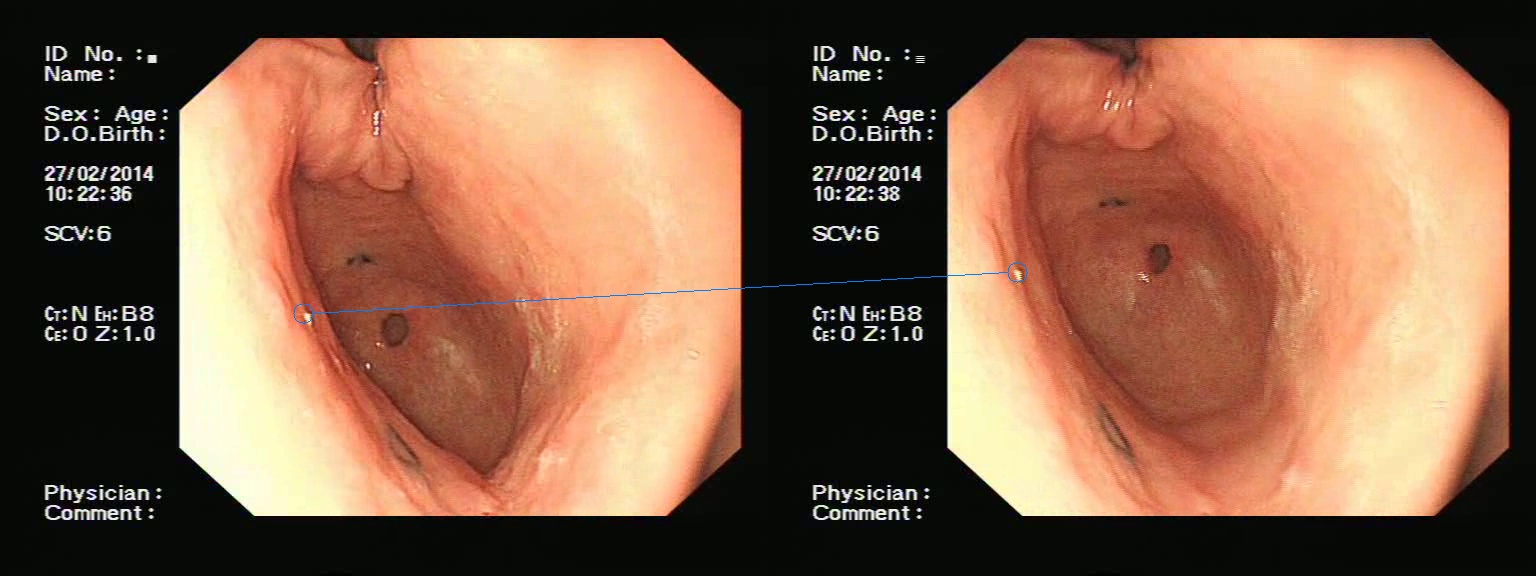 ID No. :
Name:
Sex: Age:
D.O.Birth:
27/02/2014
10:22:36
SCV:6
CT:N EH:B8
CE:0 Z:1.0
Physician:
Comment:
ID No. :
Name:
Sex: Age:
D.O.Birth:
27/02/2014
10:22:38
SCV:6
CT:N EH:B8
CE:0 Z:1.0
Physician:
Comment: